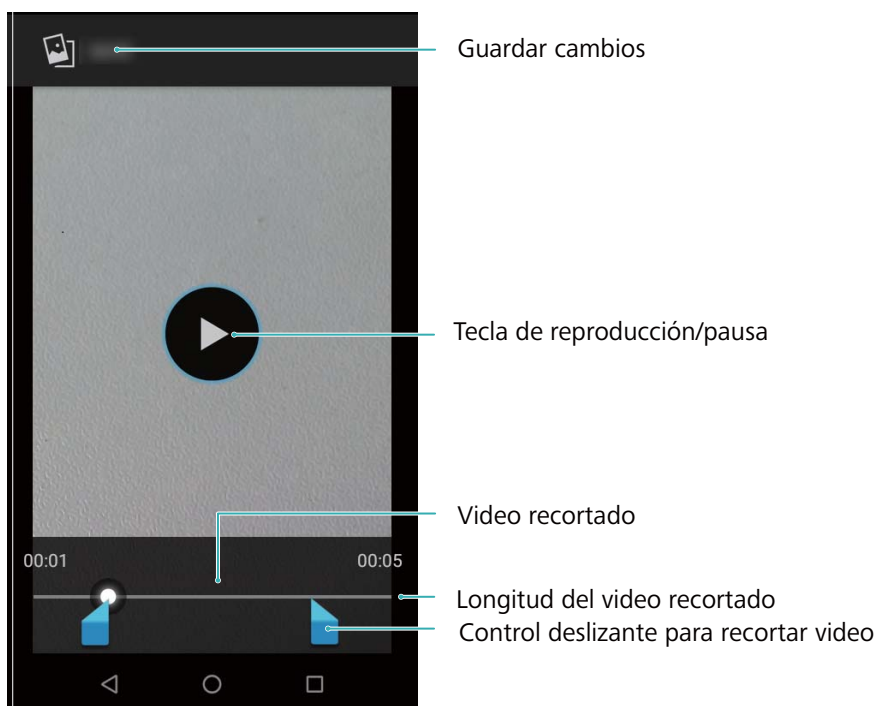 Guardar cambios
Tecla de reproducción/pausa
Video recortado
00:01
00:05
Longitud del video recortado
Control deslizante para recortar video